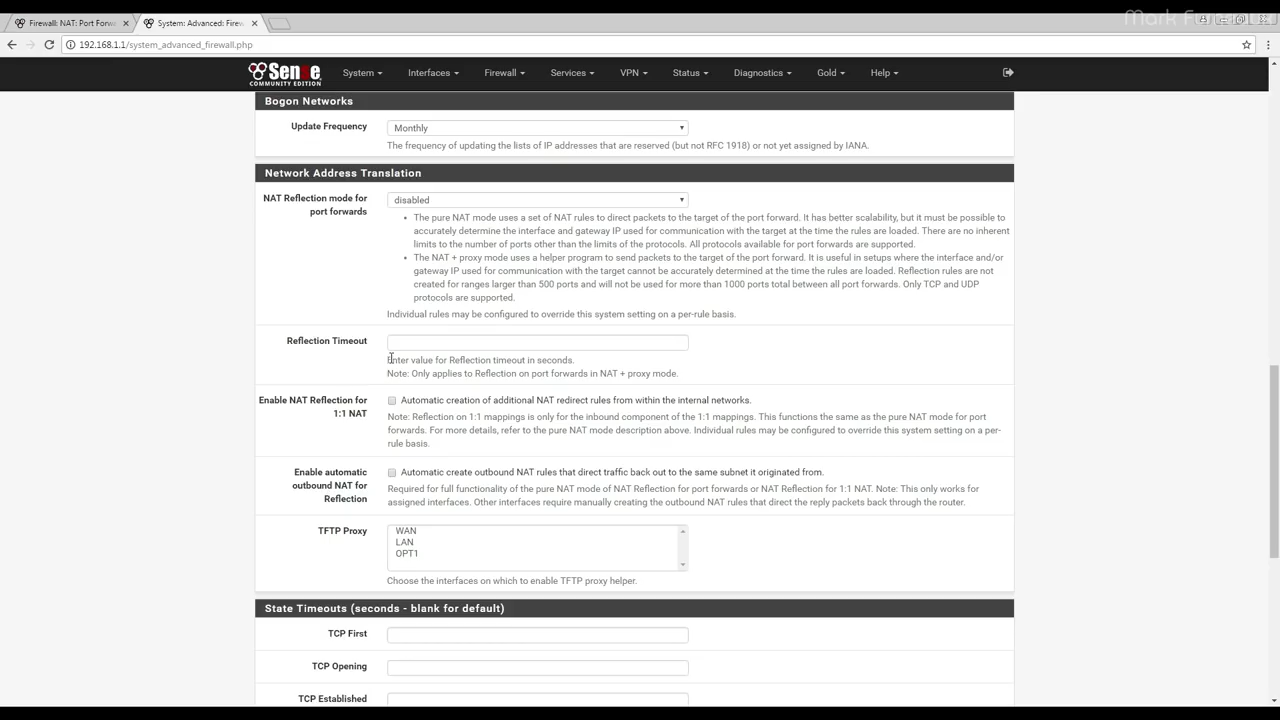 Firewall: NAT: Port Forw
System: Advanced: Firew
192.168.1.1/system_advanced_firewall.php
Sense
COMMUNITY EDITION
System
Interfaces
Firewall
Services
VPN
Status
Diagnostics
Gold
Help
Bogon Networks
Update Frequency
Monthly
The frequency of updating the lists of IP addresses that are reserved (but not RFC 1918) or not yet assigned by IANA.
Network Address Translation
NAT Reflection mode for
port forwards
disabled
• The pure NAT mode uses a set of NAT rules to direct packets to the target of the port forward. It has better scalability, but it must be possible to
accurately determine the interface and gateway IP used for communication with the target at the time the rules are loaded. There are no inherent
limits to the number of ports other than the limits of the protocols. All protocols available for port forwards are supported.
• The NAT + proxy mode uses a helper program to send packets to the target of the port forward. It is useful in setups where the interface and/or
gateway IP used for communication with the target cannot be accurately determined at the time the rules are loaded. Reflection rules are not
created for ranges larger than 500 ports and will not be used for more than 1000 ports total between all port forwards. Only TCP and UDP
protocols are supported.
Individual rules may be configured to override this system setting on a per-rule basis.
Reflection Timeout
Enter value for Reflection timeout in seconds.
Note: Only applies to Reflection on port forwards in NAT + proxy mode.
Enable NAT Reflection for
1:1 NAT
Automatic creation of additional NAT redirect rules from within the internal networks.
Note: Reflection on 1:1 mappings is only for the inbound component of the 1:1 mappings. This functions the same as the pure NAT mode for port
forwards. For more details, refer to the pure NAT mode description above. Individual rules may be configured to override this system setting on a per-
rule basis.
Enable automatic
outbound NAT for
Reflection
Automatic create outbound NAT rules that direct traffic back out to the same subnet it originated from.
Required for full functionality of the pure NAT mode of NAT Reflection for port forwards or NAT Reflection for 1:1 NAT. Note: This only works for
assigned interfaces. Other interfaces require manually creating the outbound NAT rules that direct the reply packets back through the router.
TFTP Proxy
WAN
LAN
OPT1
Choose the interfaces on which to enable TFTP proxy helper.
State Timeouts (seconds - blank for default)
TCP First
TCP Opening
TCP Established